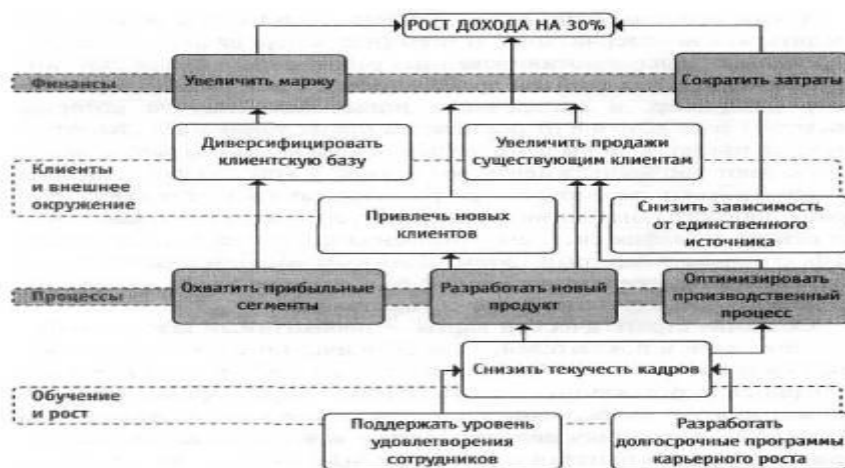 РОСТ ДОХОДА НА 30%
Финансы
Увеличить маржу
Сократить затраты
Клиенты
и внешнее
окружение
Диверсифицировать
клиентскую базу
Увеличить продажи
существующим клиентам
Привлечь новых
клиентов
Снизить зависимость
от единственного
источника
Процессы
Охватить прибыльные
сегменты
Разработать новый
продукт
Оптимизировать
производственный
процесс
Снизить текучесть кадров
Обучение
и рост
Поддержать уровень
удовлетворения
сотрудников
Разработать
долгосрочные программы
карьерного роста